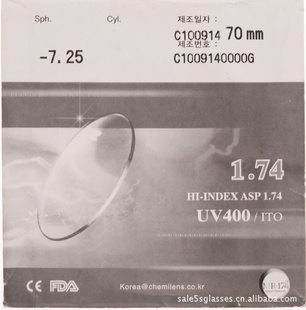 Sph. Cyl. 제조일자 :
C100914 70 mm
제조번호 :
-7.25 C1009140000G
1.74
HI-INDEX ASP 1.74
UV400 / ITO
CE FDA Korea@chemilens.co.kr
sale5sglasses.cn.alibaba.com